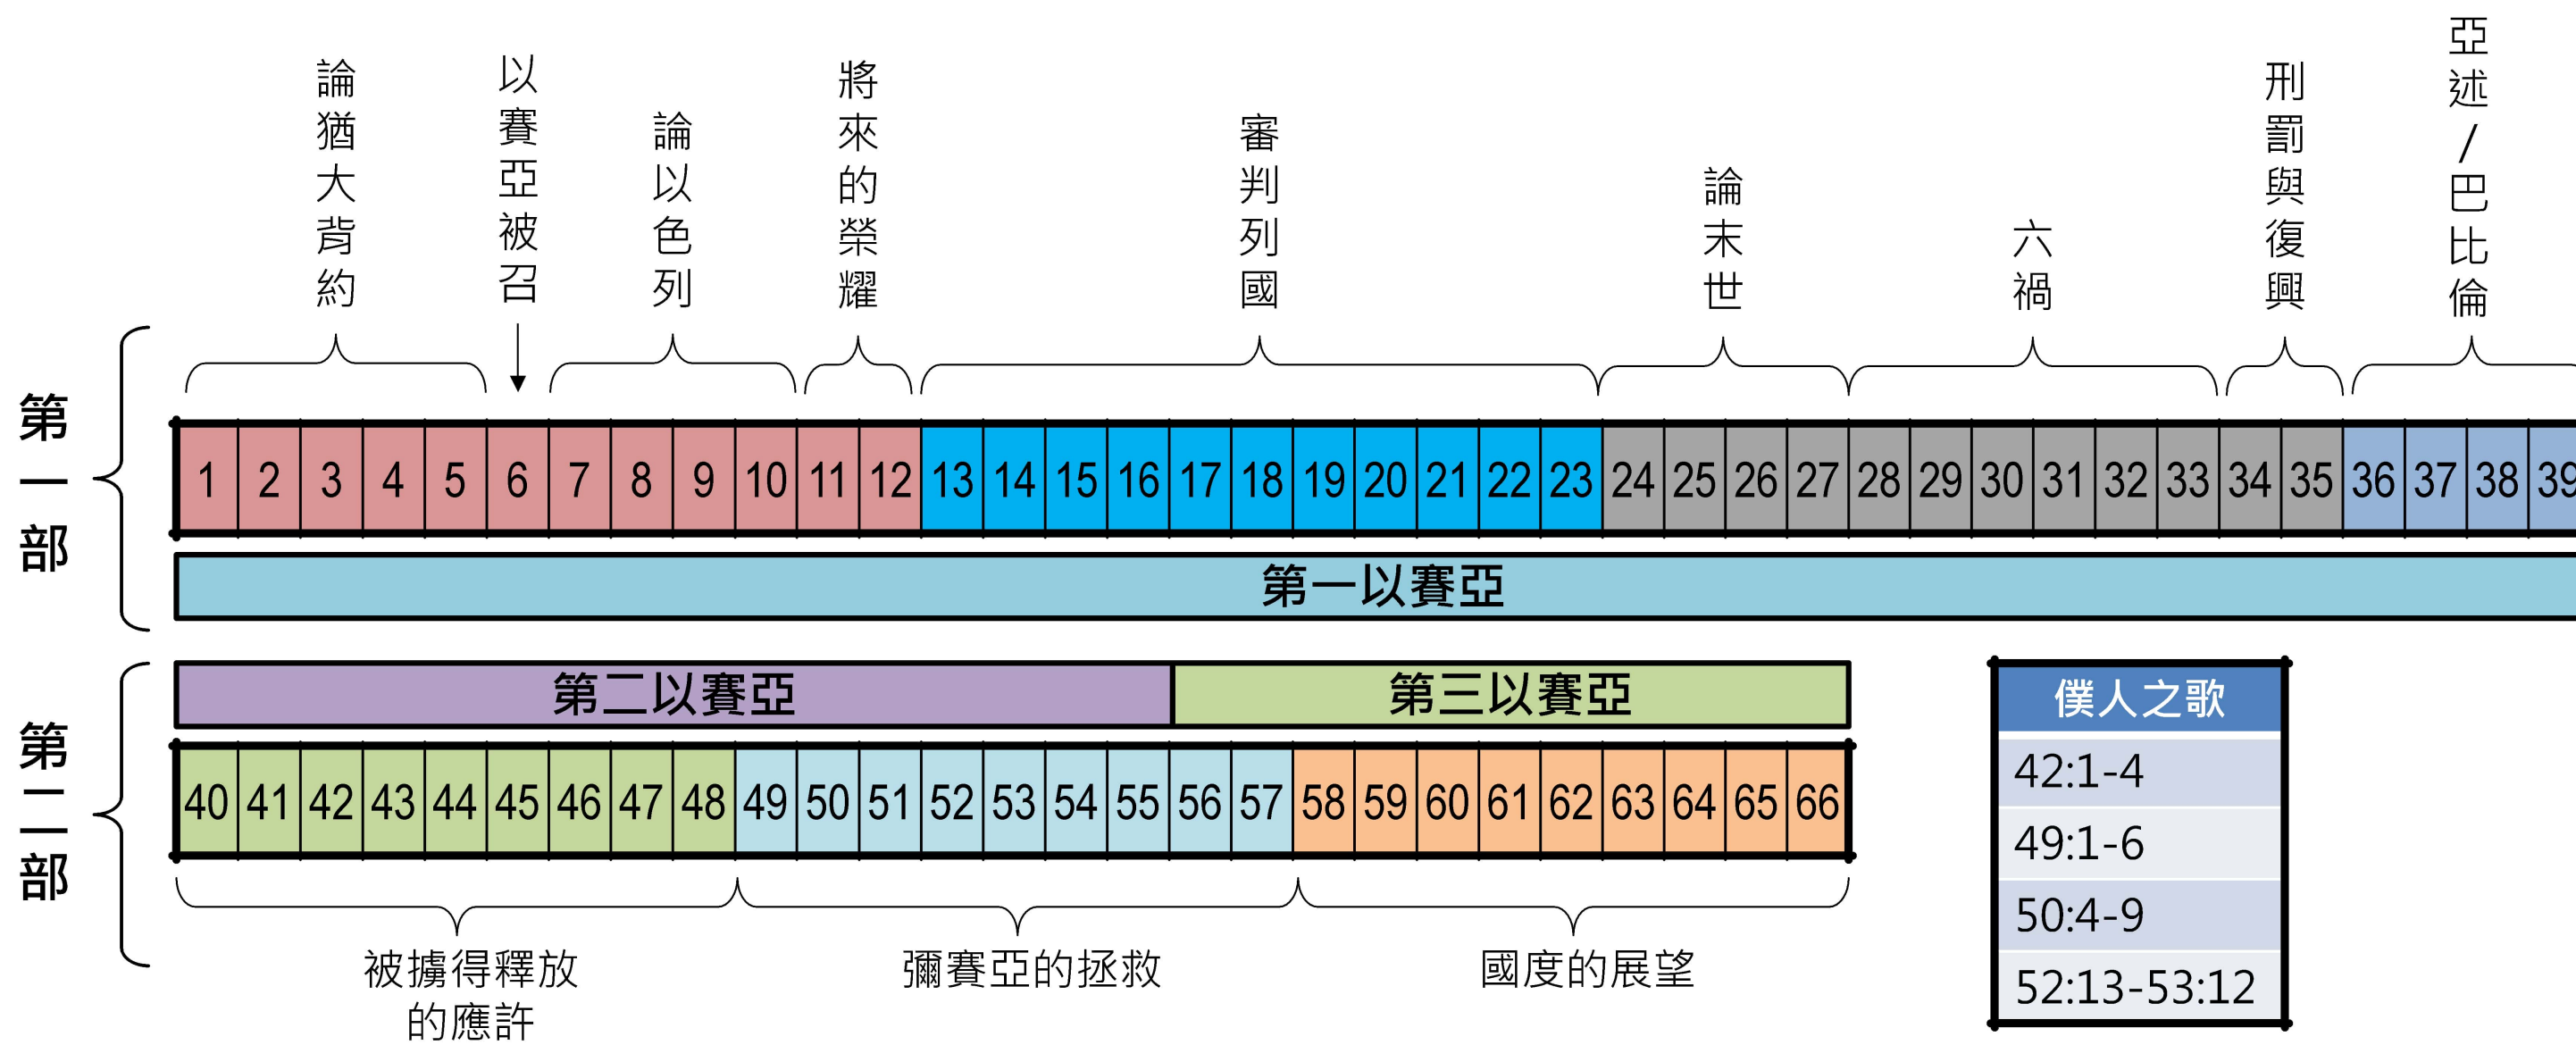 論猶大背約
以賽亞被召
論以色列
將來的榮耀
審判列國
論末世
六禍
刑罰與復興
亞述/巴比倫
第一部
1 2 3 4 5 6 7 8 9 10 11 12 13 14 15 16 17 18 19 20 21 22 23 24 25 26 27 28 29 30 31 32 33 34 35 36 37 38 39
第一以賽亞
第二部
第二以賽亞 第三以賽亞
40 41 42 43 44 45 46 47 48 49 50 51 52 53 54 55 56 57 58 59 60 61 62 63 64 65 66
被擄得釋放
的應許
彌賽亞的拯救
國度的展望
僕人之歌
42:1-4
49:1-6
50:4-9
52:13-53:12